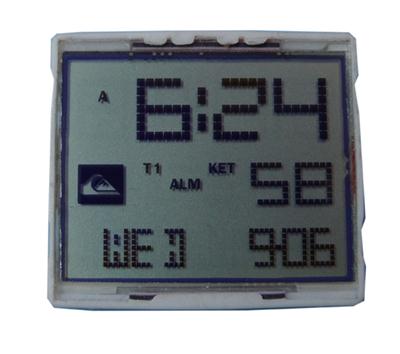 A 6:24
T1 KET
ALM 58
WED 906